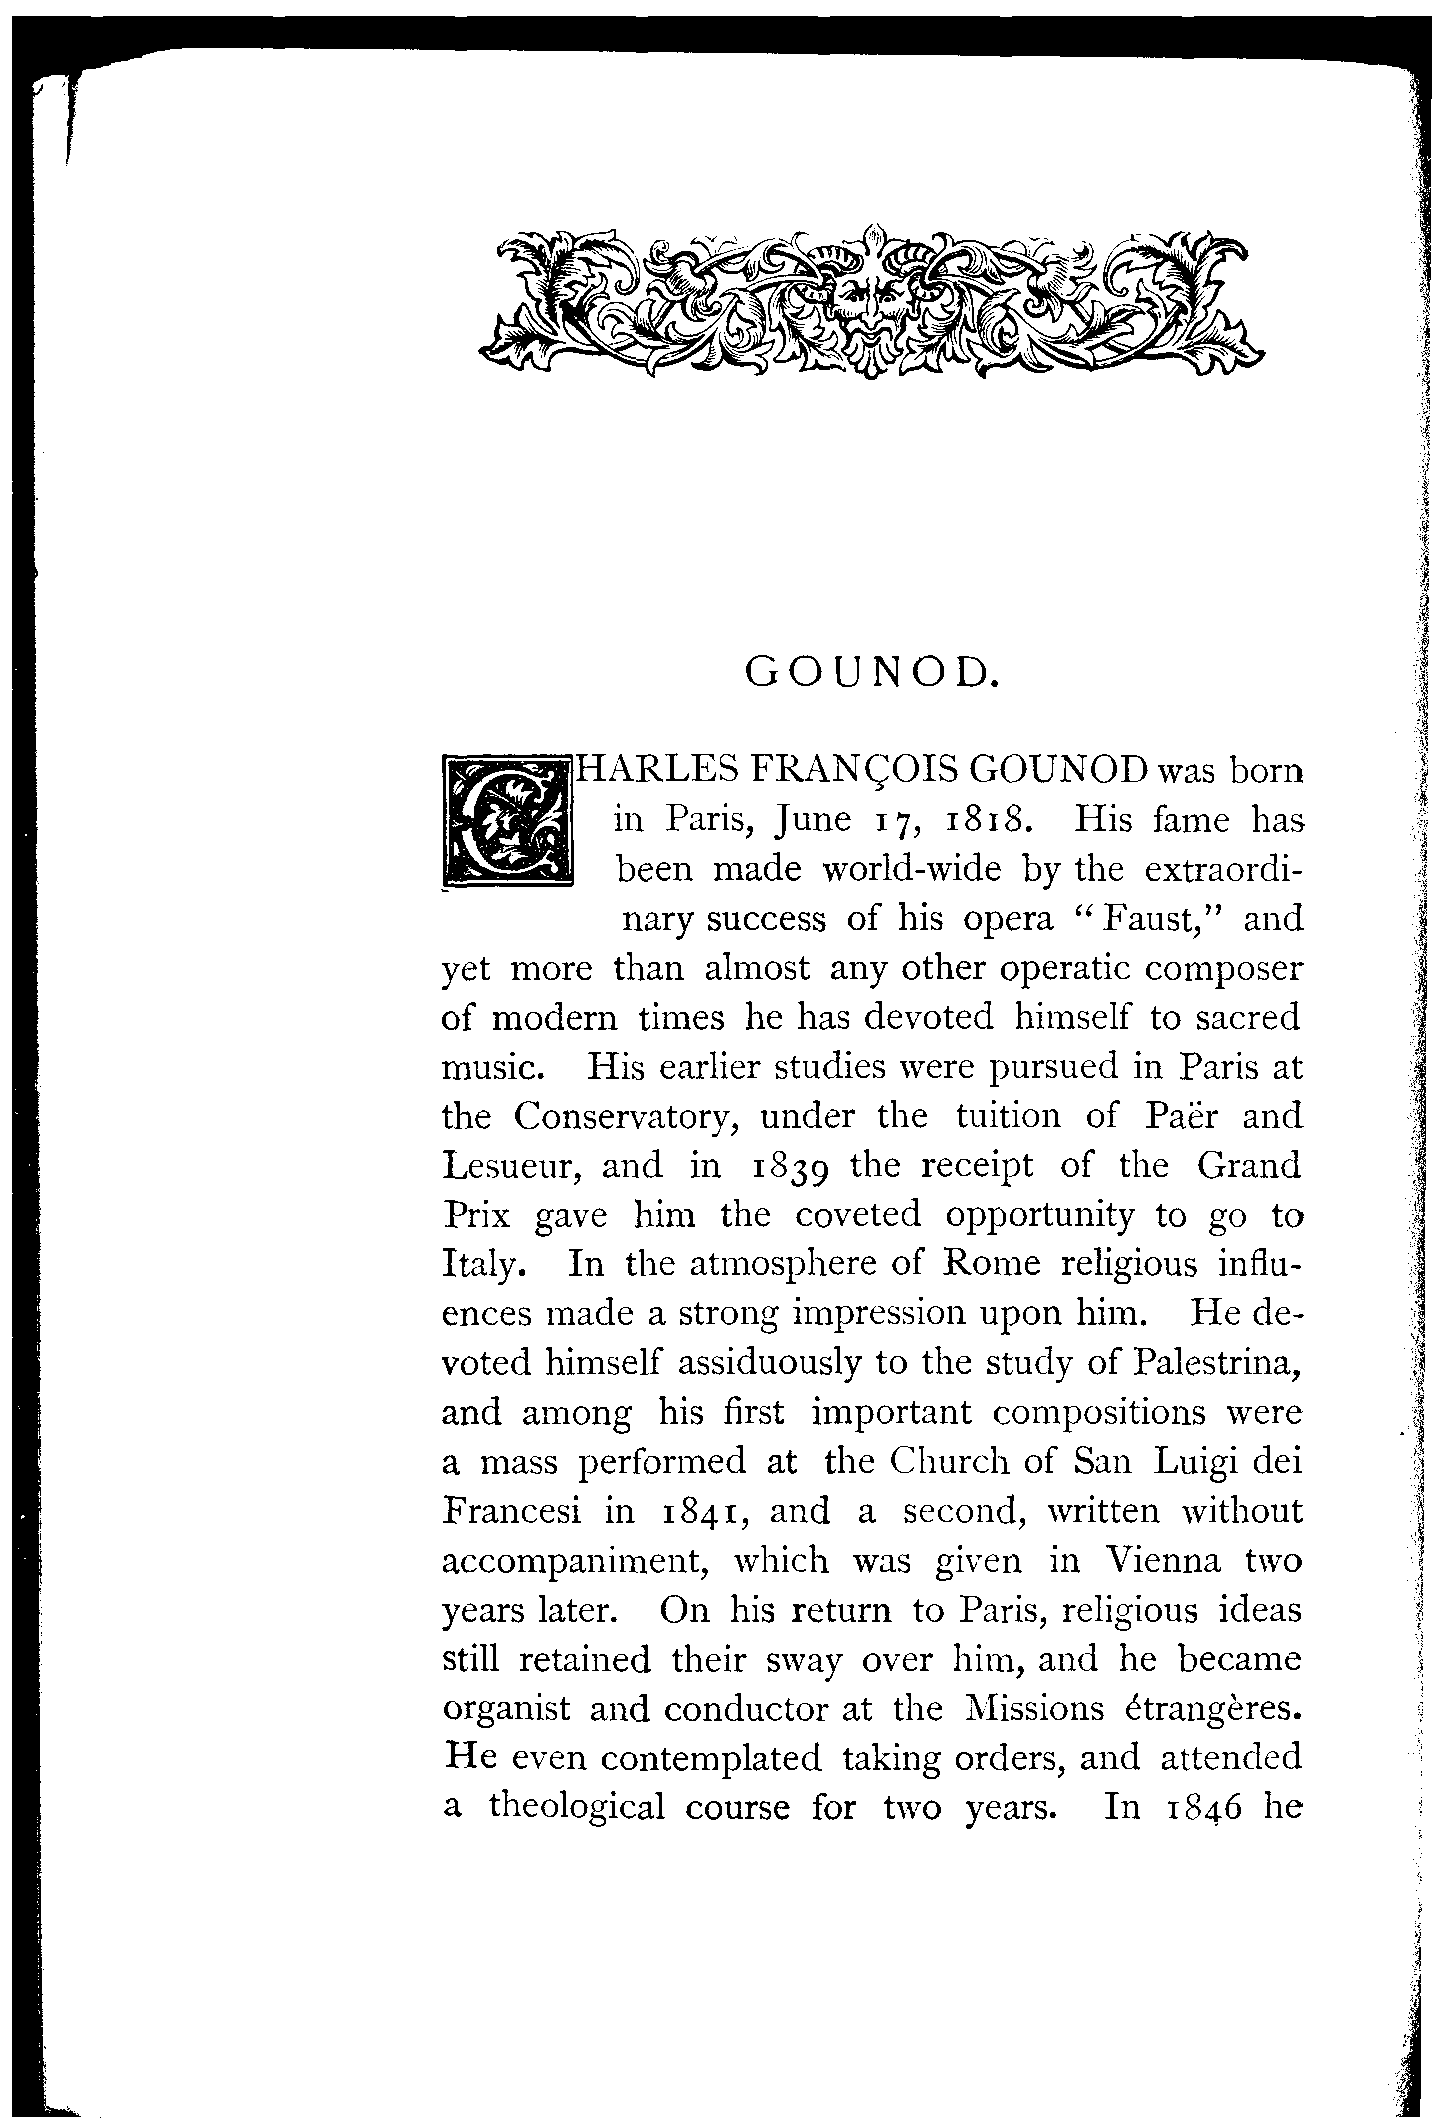 GOUNOD.
CHARLES FRANÇOIS GOUNOD was born
in Paris, June 17, 1818. His fame has
been made world-wide by the extraordi-
nary success of his opera “Faust,” and
yet more than almost any other operatic composer
of modern times he has devoted himself to sacred
music. His earlier studies were pursued in Paris at
the Conservatory, under the tuition of Paër and
Lesueur, and in 1839 the receipt of the Grand
Prix gave him the coveted opportunity to go to
Italy. In the atmosphere of Rome religious influ-
ences made a strong impression upon him. He de-
voted himself assiduously to the study of Palestrina,
and among his first important compositions were
a mass performed at the Church of San Luigi dei
Francesi in 1841, and a second, written without
accompaniment, which was given in Vienna two
years later. On his return to Paris, religious ideas
still retained their sway over him, and he became
organist and conductor at the Missions étrangères.
He even contemplated taking orders, and attended
a theological course for two years. In 1846 he